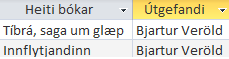 Heiti bókar Útgefandi
Tíbrá, saga um glæp Bjartur Veröld
Innflytjandinn Bjartur Veröld